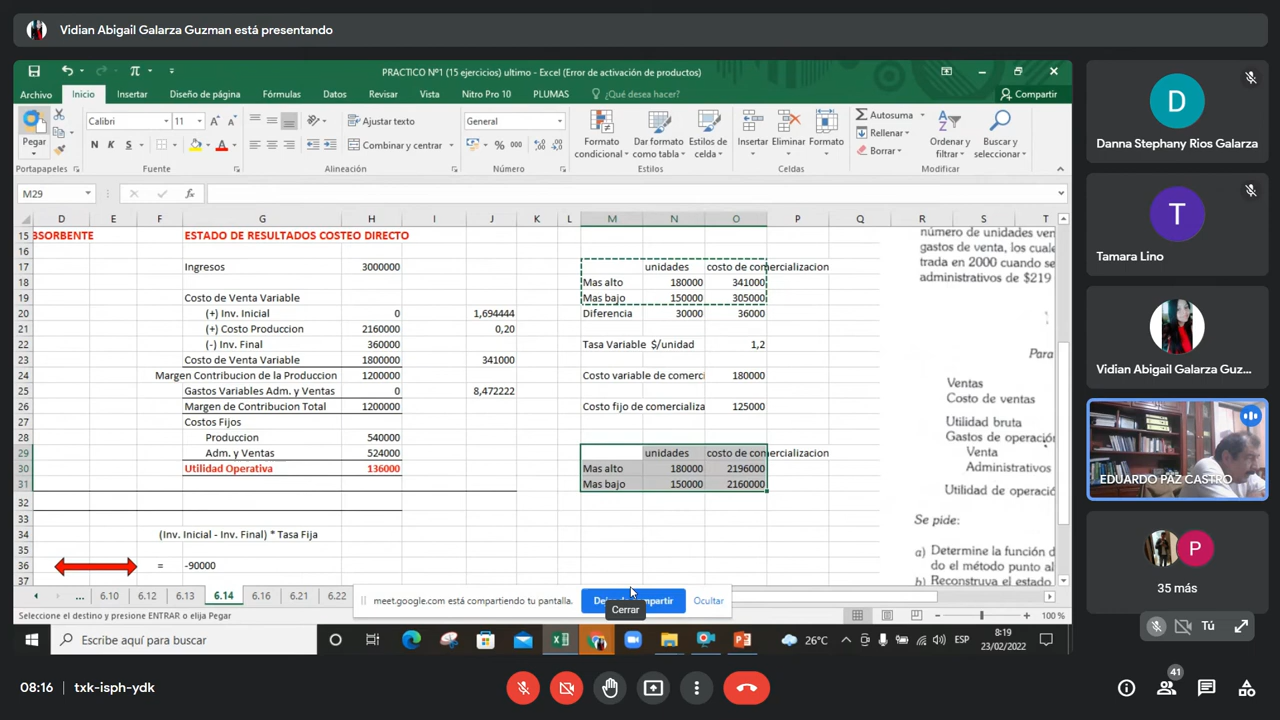 Vidian Abigail Galarza Guzman está presentando
PRACTICO Nº1 (15 ejercicios) ultimo - Excel (Error de activación de productos)
Archivo Inicio Insertar Diseño de página Fórmulas Datos Revisar Vista Nitro Pro 10 PLUMAS ¿Qué desea hacer? Compartir
Pegar
Calibri 11
N K S
Ajustar texto
Combinar y centrar
General
$ % 000
Formato condicional
Dar formato como tabla
Estilos de celda
Insertar
Eliminar
Formato
Autosuma
Rellenar
Borrar
Ordenar y filtrar
Buscar y seleccionar
Portapapeles Fuente Alineación Número Estilos Celdas Modificar
M29 fx
D E F G H I J K L M N O P Q R S T
15 BSORBENTE ESTADO DE RESULTADOS COSTEO DIRECTO
16
17 Ingresos 3000000 unidades costo de comercializacion
18 Mas alto 180000 341000
19 Costo de Venta Variable Mas bajo 150000 305000
20 (+) Inv. Inicial 0 1,694444 Diferencia 30000 36000
21 (+) Costo Produccion 2160000 0,20
22 (-) Inv. Final 360000 Tasa Variable $/unidad 1,2
23 Costo de Venta Variable 1800000 341000
24 Margen Contribucion de la Produccion 1200000 Costo variable de comerci 180000
25 Gastos Variables Adm. y Ventas 0 8,472222
26 Margen de Contribucion Total 1200000 Costo fijo de comercializa 125000
27 Costos Fijos
28 Produccion 540000
29 Adm. y Ventas 524000 unidades costo de comercializacion
30 Utilidad Operativa 136000 Mas alto 180000 2196000
31 Mas bajo 150000 2160000
32
33
34 (Inv. Inicial - Inv. Final) * Tasa Fija
35
36 = -90000
37
número de unidades ven
gastos de venta, los cuale
trada en 2000 cuando se
administrativos de $219
Para
Ventas
Costo de ventas
Utilidad bruta
Gastos de operación
Venta
Administrativos
Utilidad de operació
Se pide:
a) Determine la función d
do el método punto al
b) Reconstruya el estado
... 6.10 6.12 6.13 6.14 6.16 6.21 6.22
meet.google.com está compartiendo tu pantalla.
Ocultar
Cerrar
Seleccione el destino y presione ENTRAR o elija Pegar
100 %
Escribe aquí para buscar
26°C
ESP
8:19
23/02/2022
D
Danna Stephany Rios Galarza
T
Tamara Lino
Vidian Abigail Galarza Guz...
EDUARDO PAZ CASTRO
P
35 más
Tú
08:16 txk-isph-ydk
41